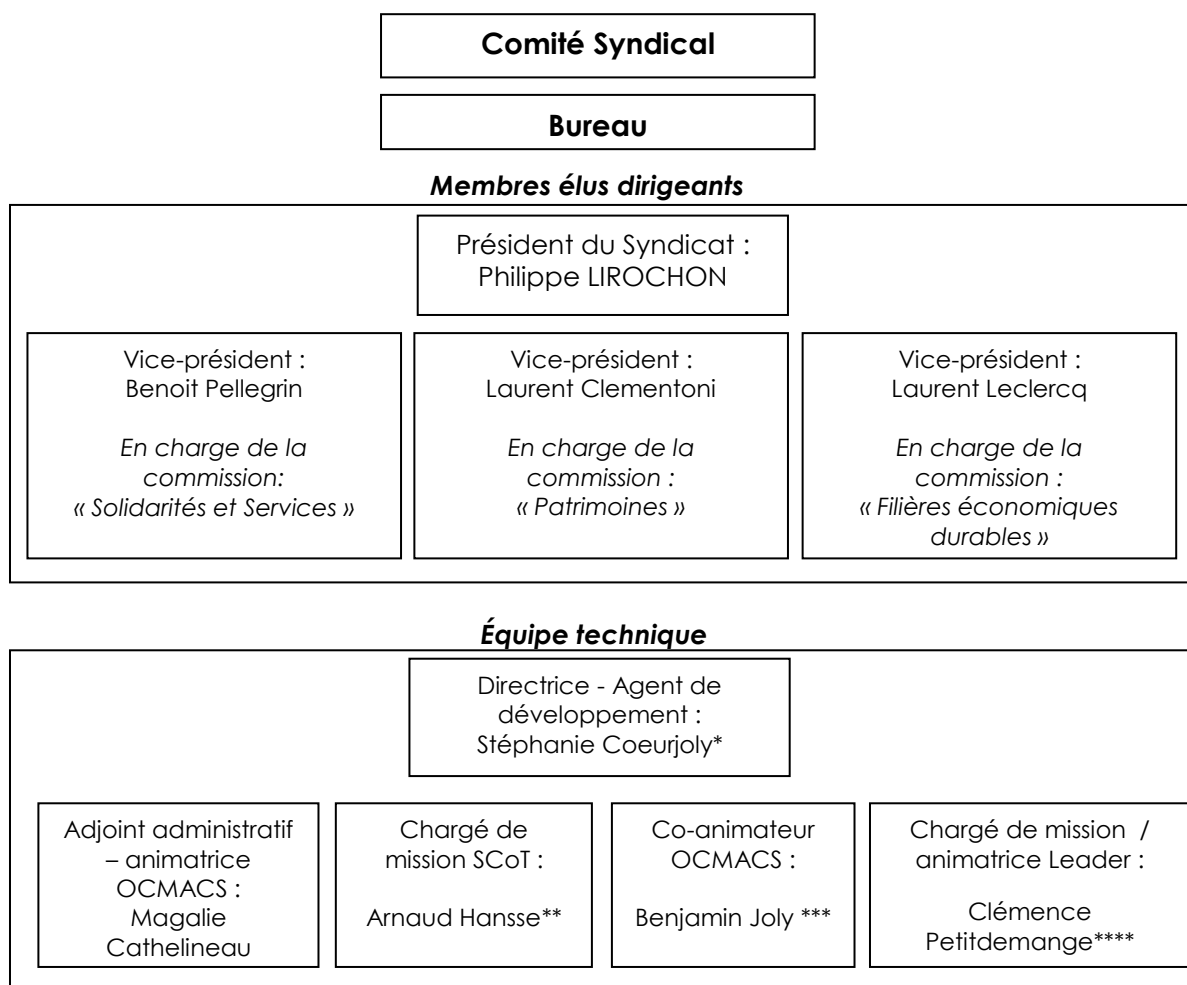 Comité Syndical
Bureau
Membres élus dirigeants
Président du Syndicat :
Philippe LIROCHON
Vice-président :
Benoit Pellegrin
En charge de la
commission:
« Solidarités et Services »
Vice-président :
Laurent Clementoni
En charge de la
commission :
« Patrimoines »
Vice-président :
Laurent Leclercq
En charge de la
commission :
« Filières économiques
durables »
Équipe technique
Directrice - Agent de
développement :
Stéphanie Coeurjoly*
Adjoint administratif
– animatrice
OCMACS :
Magalie
Cathelineau
Chargé de
mission SCoT :
Arnaud Hansse**
Co-animateur
OCMACS :
Benjamin Joly ***
Chargé de mission /
animatrice Leader :
Clémence
Petitdemange****